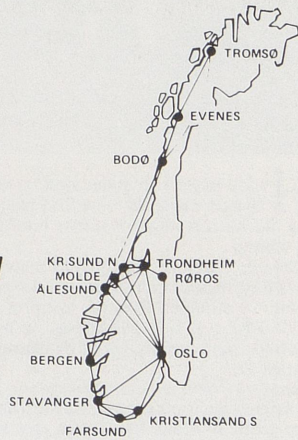 TROMSØ
EVENES
BODØ
KR.SUND N
TRONDHEIM
MOLDE
RØROS
ÅLESUND
OSLO
BERGEN
STAVANGER
KRISTIANSAND S
FARSUND